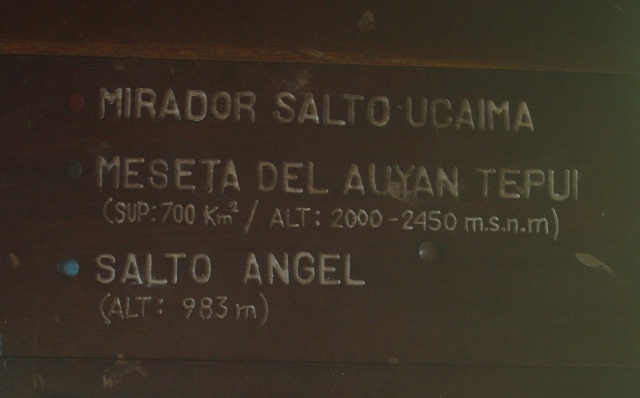 MIRADOR SALTO UCAIMA
MESETA DEL AUYAN TEPUI
(SUP: 700 Km² / ALT: 2000 - 2450 m.s.n.m)
SALTO ANGEL
(ALT: 983 m)